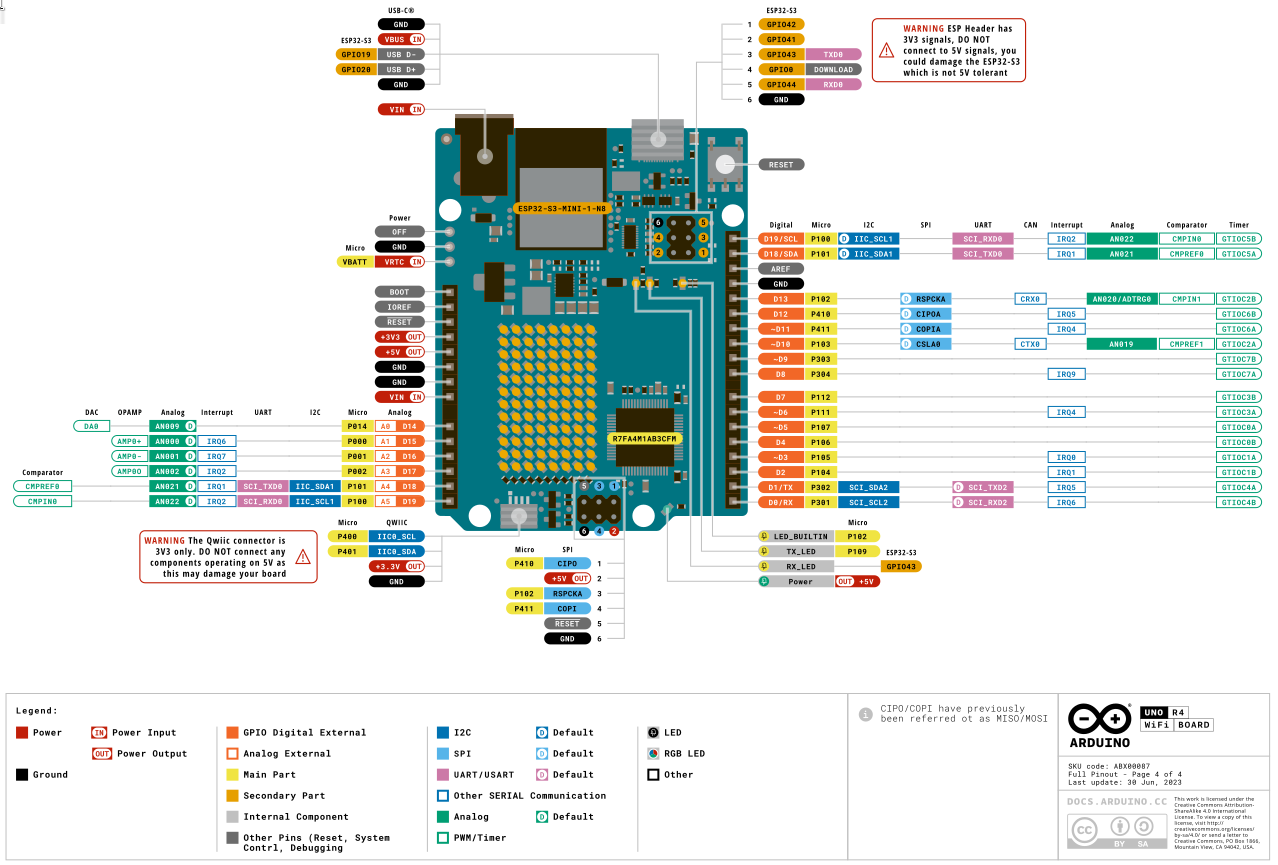 USB-C®
GND
ESP32-S3 VBUS IN
GPIO19 USB D-
GPIO20 USB D+
GND
VIN IN
ESP32-S3
1 GPIO42
2 GPIO41
3 GPIO43 TXD0
4 GPIO0 DOWNLOAD
5 GPIO44 RXD0
6 GND
WARNING ESP Header has
3V3 signals, DO NOT
connect to 5V signals, you
could damage the ESP32-S3
which is not 5V tolerant
RESET
ESP32-S3-MINI-1-N8
6 5
4 3
2 1
Power
OFF
Micro GND
VBATT VRTC IN
BOOT
IOREF
RESET
+3V3 OUT
+5V OUT
GND
GND
VIN IN
Digital Micro I2C SPI UART CAN Interrupt Analog Comparator Timer
D19/SCL P100 D IIC_SCL1 SCI_RXD0 IRQ2 AN022 CMPIN0 GTIOC5B
D18/SDA P101 D IIC_SDA1 SCI_TXD0 IRQ1 AN021 CMPREF0 GTIOC5A
AREF
GND
D13 P102 D RSPCKA CRX0 AN020/ADTRG0 CMPIN1 GTIOC2B
D12 P410 D CIPOA IRQ5 GTIOC6B
~D11 P411 D COPIA IRQ4 GTIOC6A
~D10 P103 D CSLA0 CTX0 AN019 CMPREF1 GTIOC2A
~D9 P303 GTIOC7B
D8 P304 IRQ9 GTIOC7A
D7 P112 GTIOC3B
~D6 P111 IRQ4 GTIOC3A
~D5 P107 GTIOC0A
D4 P106 GTIOC0B
~D3 P105 IRQ0 GTIOC1A
D2 P104 IRQ1 GTIOC1B
D1/TX P302 SCI_SDA2 D SCI_TXD2 IRQ5 GTIOC4A
D0/RX P301 SCI_SCL2 D SCI_RXD2 IRQ6 GTIOC4B
DAC OPAMP Analog Interrupt UART I2C Micro Analog
DA0 AN009 D P014 A0 D14
AMP0+ AN000 D IRQ6 P000 A1 D15
AMP0- AN001 D IRQ7 P001 A2 D16
AMP0O AN002 D IRQ2 P002 A3 D17
Comparator
CMPREF0 AN021 D IRQ1 SCI_TXD0 IIC_SDA1 P101 A4 D18
CMPIN0 AN022 D IRQ2 SCI_RXD0 IIC_SCL1 P100 A5 D19
R7FA4M1AB3CFM
5 3 1
6 4 2
WARNING The Qwiic connector is
3V3 only. DO NOT connect any
components operating on 5V as
this may damage your board
Micro QWIIC
P400 IIC0_SCL
P401 IIC0_SDA
+3.3V OUT
GND
Micro SPI
P410 CIPO 1
+5V OUT 2
P102 RSPCKA 3
P411 COPI 4
RESET 5
GND 6
Micro
LED_BUILTIN P102
TX_LED P109 ESP32-S3
RX_LED GPIO43
Power OUT +5V
Legend:
Power
IN Power Input
OUT Power Output
Ground
GPIO Digital External
Analog External
Main Part
Secondary Part
Internal Component
Other Pins (Reset, System
Contrl, Debugging
I2C D Default
SPI D Default
UART/USART D Default
Other SERIAL Communication
Analog D Default
PWM/Timer
LED
RGB LED
Other
i CIPO/COPI have previously
been referred ot as MISO/MOSI
ARDUINO
UNO R4
WiFi BOARD
SKU code: ABX00087
Full Pinout - Page 4 of 4
Last update: 30 Jun, 2023
DOCS.ARDUINO.CC
CC BY SA
This work is licensed under the
Creative Commons Attribution-
ShareAlike 4.0 International
License. To view a copy of this
license, visit http://
creativecommons.org/licenses/
by-sa/4.0/ or send a letter to
Creative Commons, PO Box 1866,
Mountain View, CA 94042, USA.